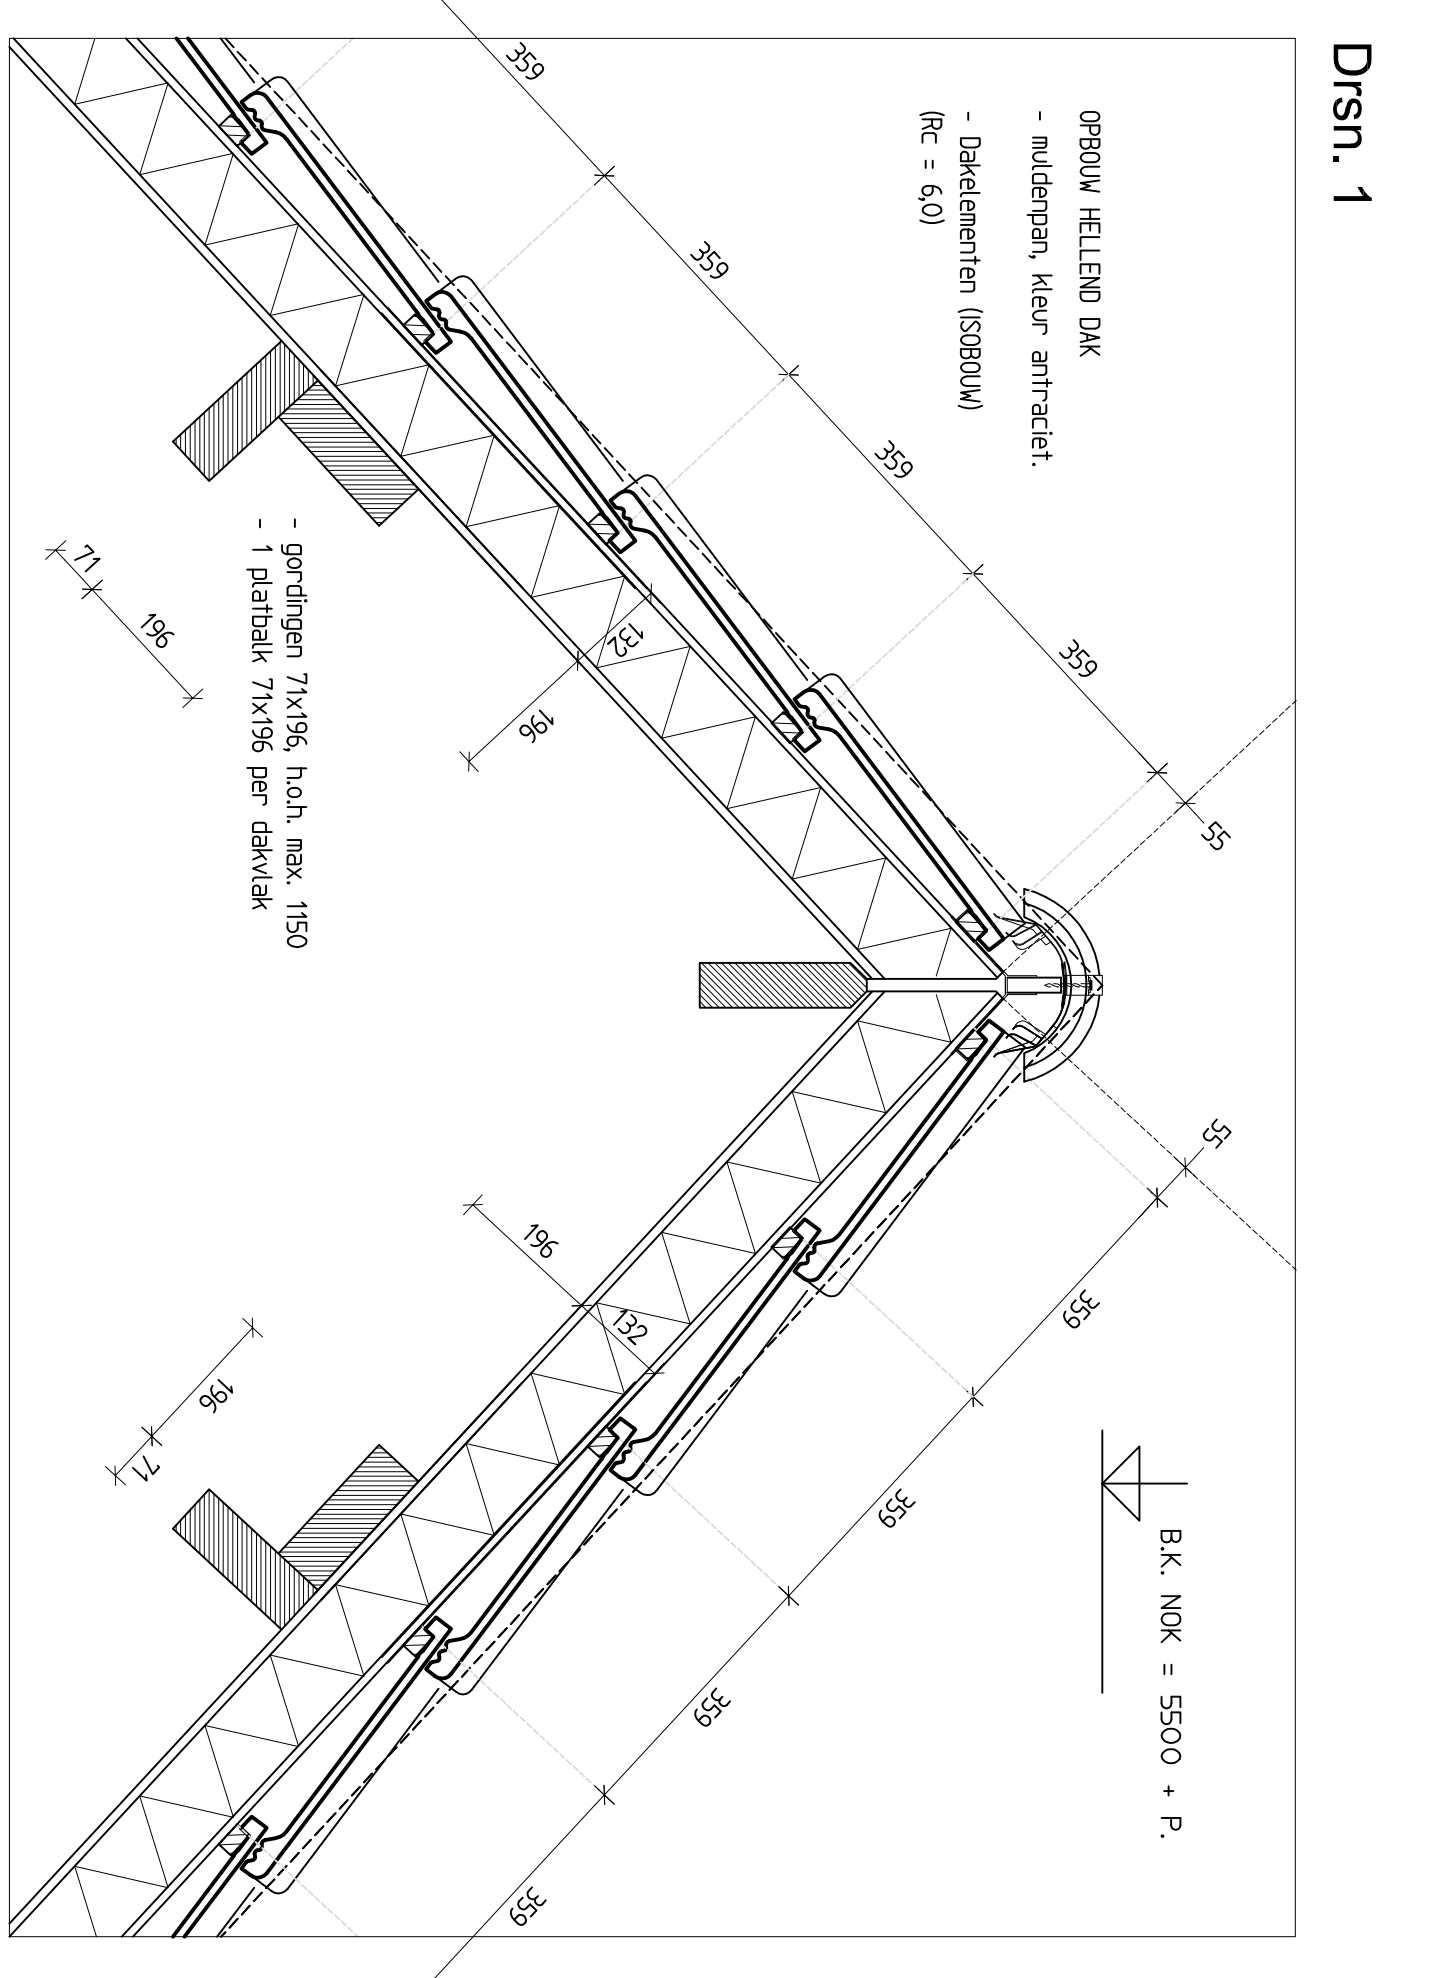 Drsn. 1
OPBOUW HELLEND DAK
- muldenpan, kleur antraciet.
- Dakelementen (ISOBOUW)
(Rc = 6,0)
B.K. NOK = 5500 + P.
359
359
359
359
55
55
359
359
359
359
132
196
196
132
71
196
196
71
- gordingen 71x196, h.o.h. max. 1150
- 1 platbalk 71x196 per dakvlak